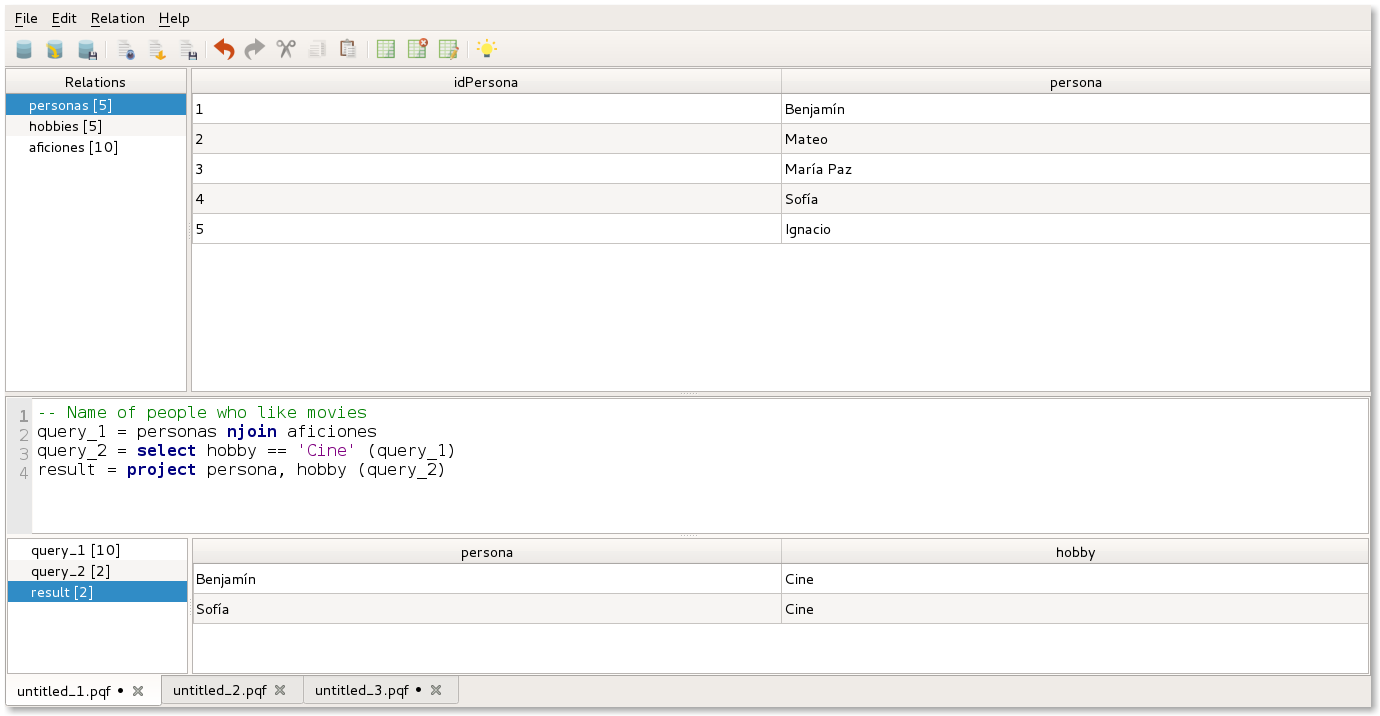 File Edit Relation Help
Relations
personas [5]
hobbies [5]
aficiones [10]
idPersona persona
1 Benjamín
2 Mateo
3 María Paz
4 Sofía
5 Ignacio
1 -- Name of people who like movies
2 query_1 = personas njoin aficiones
3 query_2 = select hobby == 'Cine' (query_1)
4 result = project persona, hobby (query_2)
query_1 [10]
query_2 [2]
result [2]
persona hobby
Benjamín Cine
Sofía Cine
untitled_1.pqf • untitled_2.pqf untitled_3.pqf •